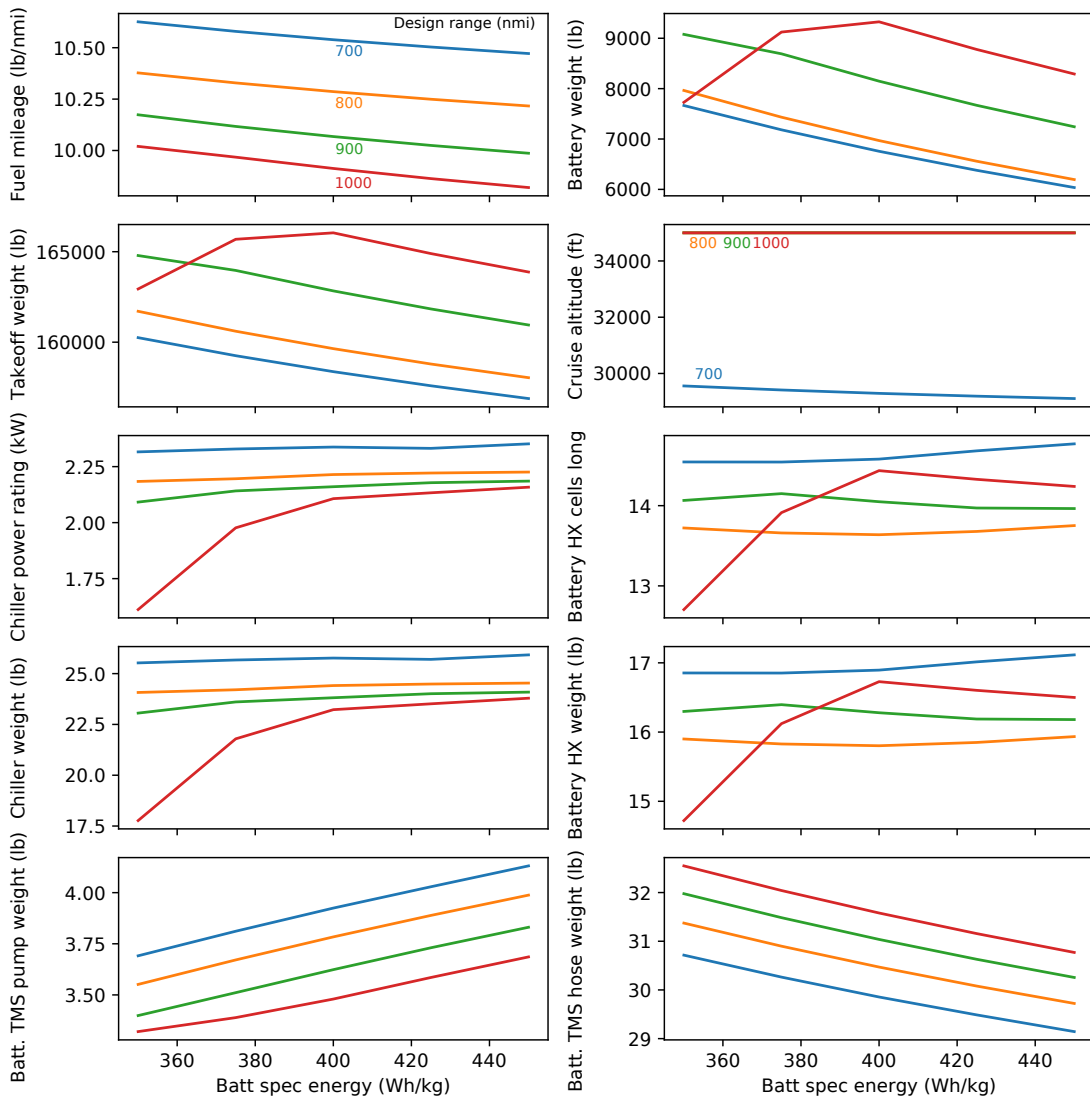 Fuel mileage (lb/nmi)
10.50
10.25
10.00
Design range (nmi)
700
800
900
1000
Battery weight (lb)
9000
8000
7000
6000
Takeoff weight (lb)
165000
160000
Cruise altitude (ft)
34000
32000
30000
800 900 1000
700
Chiller power rating (kW)
2.25
2.00
1.75
Battery HX cells long
14
13
Chiller weight (lb)
25.0
22.5
20.0
17.5
Battery HX weight (lb)
17
16
15
Batt. TMS pump weight (lb)
4.00
3.75
3.50
360 380 400 420 440
Batt spec energy (Wh/kg)
Batt. TMS hose weight (lb)
32
31
30
29
360 380 400 420 440
Batt spec energy (Wh/kg)